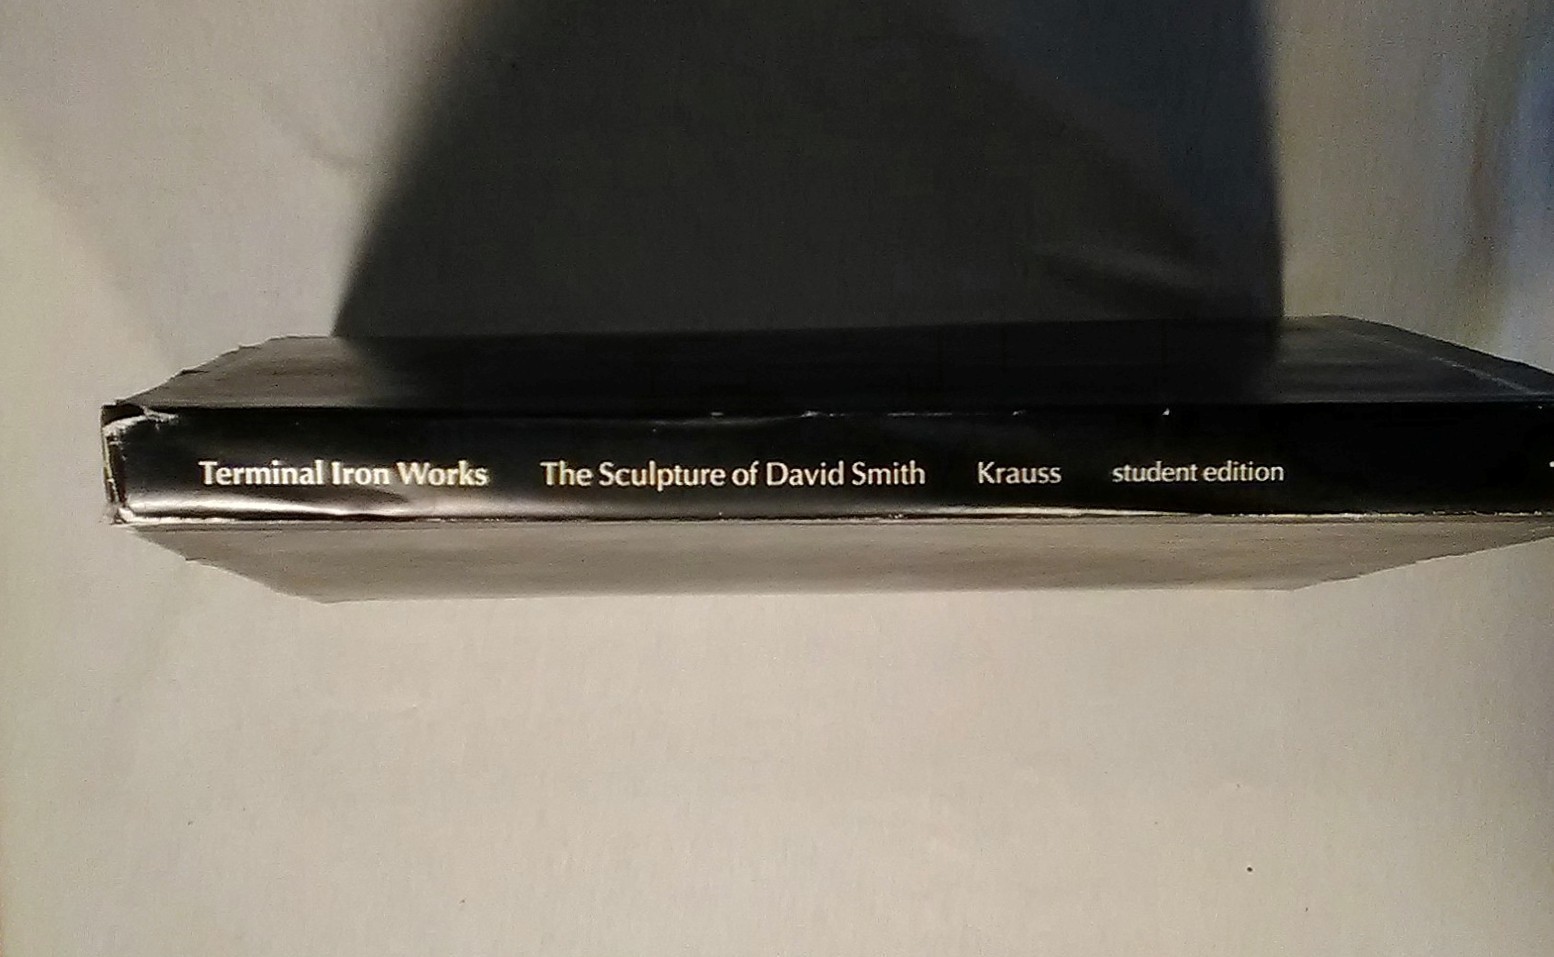 Terminal Iron Works The Sculpture of David Smith Krauss student edition